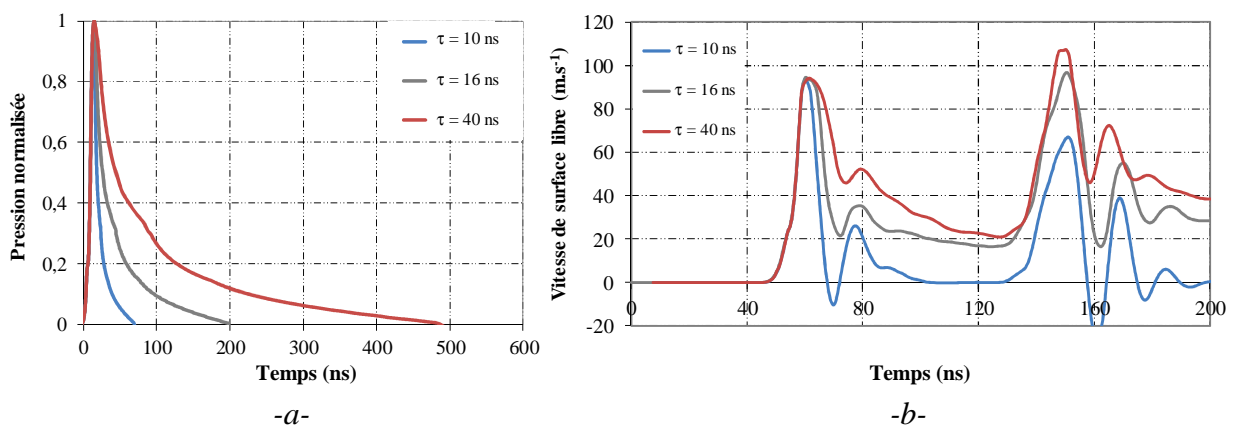 Pression normalisée
1
0,8
0,6
0,4
0,2
0
0 100 200 300 400 500 600
Temps (ns)
τ = 10 ns
τ = 16 ns
τ = 40 ns
-a-
Vitesse de surface libre (m.s-1)
120
100
80
60
40
20
0
-20
0 40 80 120 160 200
Temps (ns)
τ = 10 ns
τ = 16 ns
τ = 40 ns
-b-